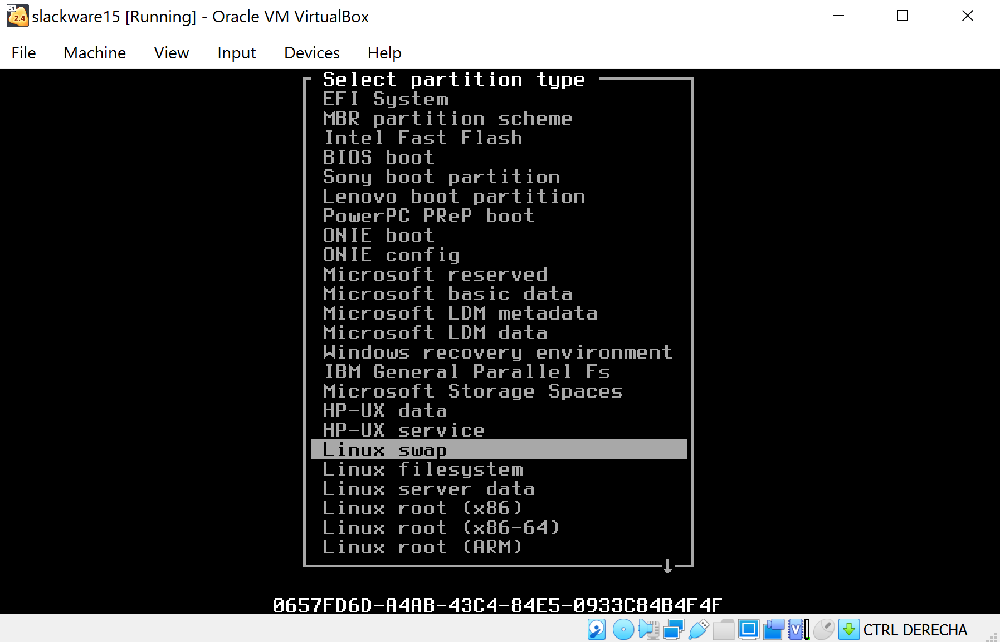 64
2.4
slackware15 [Running] - Oracle VM VirtualBox
File Machine View Input Devices Help
Select partition type
EFI System
MBR partition scheme
Intel Fast Flash
BIOS boot
Sony boot partition
Lenovo boot partition
PowerPC PReP boot
ONIE boot
ONIE config
Microsoft reserved
Microsoft basic data
Microsoft LDM metadata
Microsoft LDM data
Windows recovery environment
IBM General Parallel Fs
Microsoft Storage Spaces
HP-UX data
HP-UX service
Linux swap
Linux filesystem
Linux server data
Linux root (x86)
Linux root (x86-64)
Linux root (ARM)
0657FD6D-A4AB-43C4-84E5-0933C84B4F4F
V
CTRL DERECHA